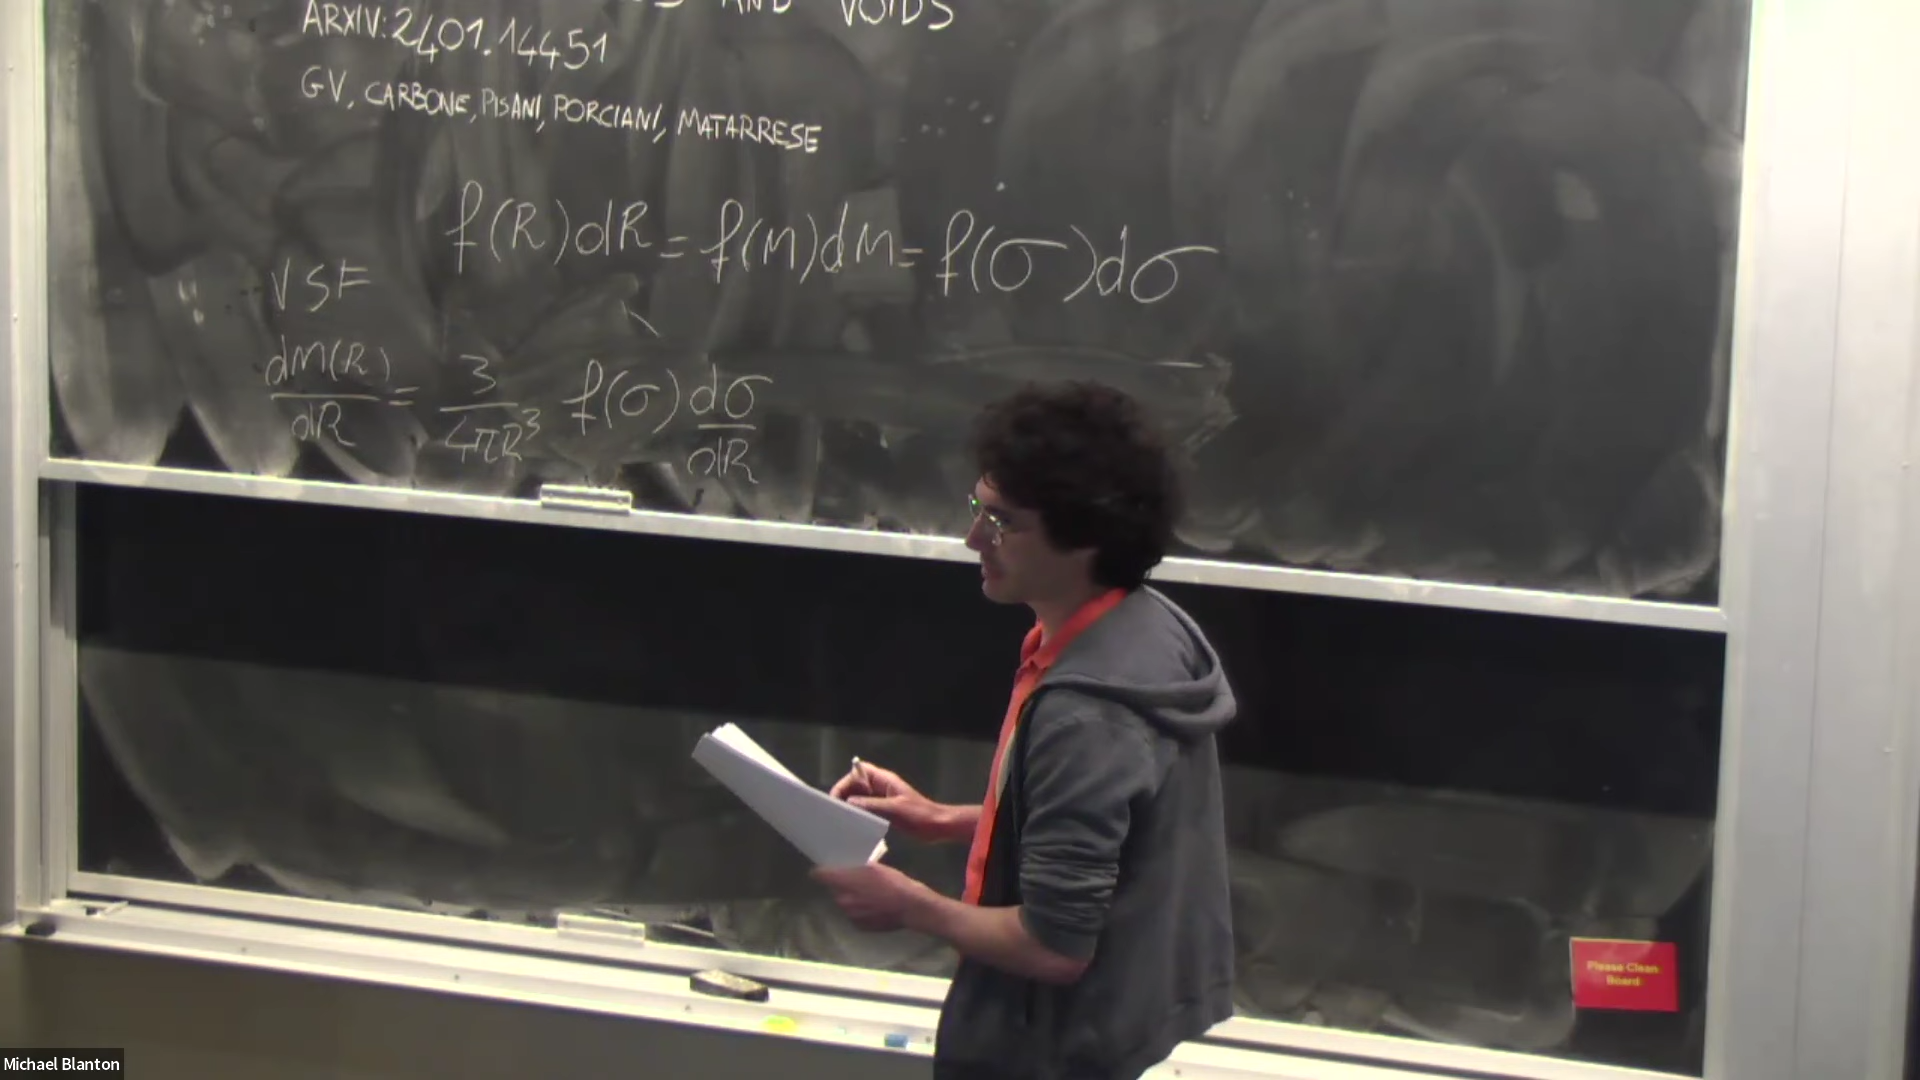 AND VOIDS
ARXIV:2401.14451
GV, CARBONE, PISANI, PORCIANI, MATARRESE
f(R)dR = f(M)dM = f(σ)dσ
VSF
dn(R)/dR = 3/4πR³ f(σ) dσ/dR
Please Clean
Board
Michael Blanton